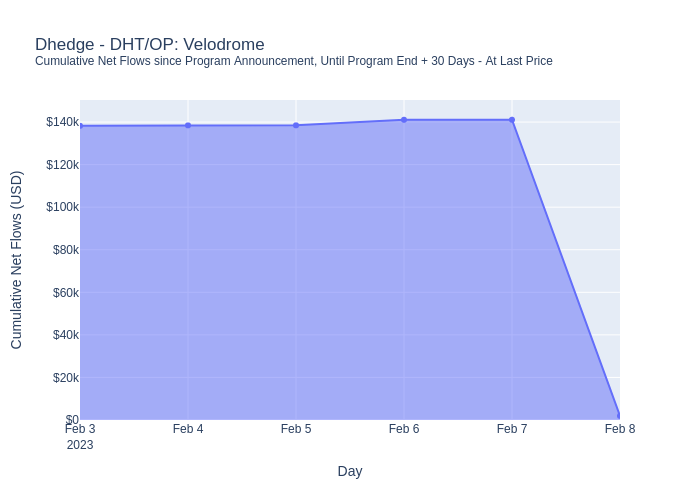 Dhedge - DHT/OP: Velodrome
Cumulative Net Flows since Program Announcement, Until Program End + 30 Days - At Last Price
Cumulative Net Flows (USD)
$140k
$120k
$100k
$80k
$60k
$40k
$20k
$0
Feb 3 Feb 4 Feb 5 Feb 6 Feb 7 Feb 8
2023
Day